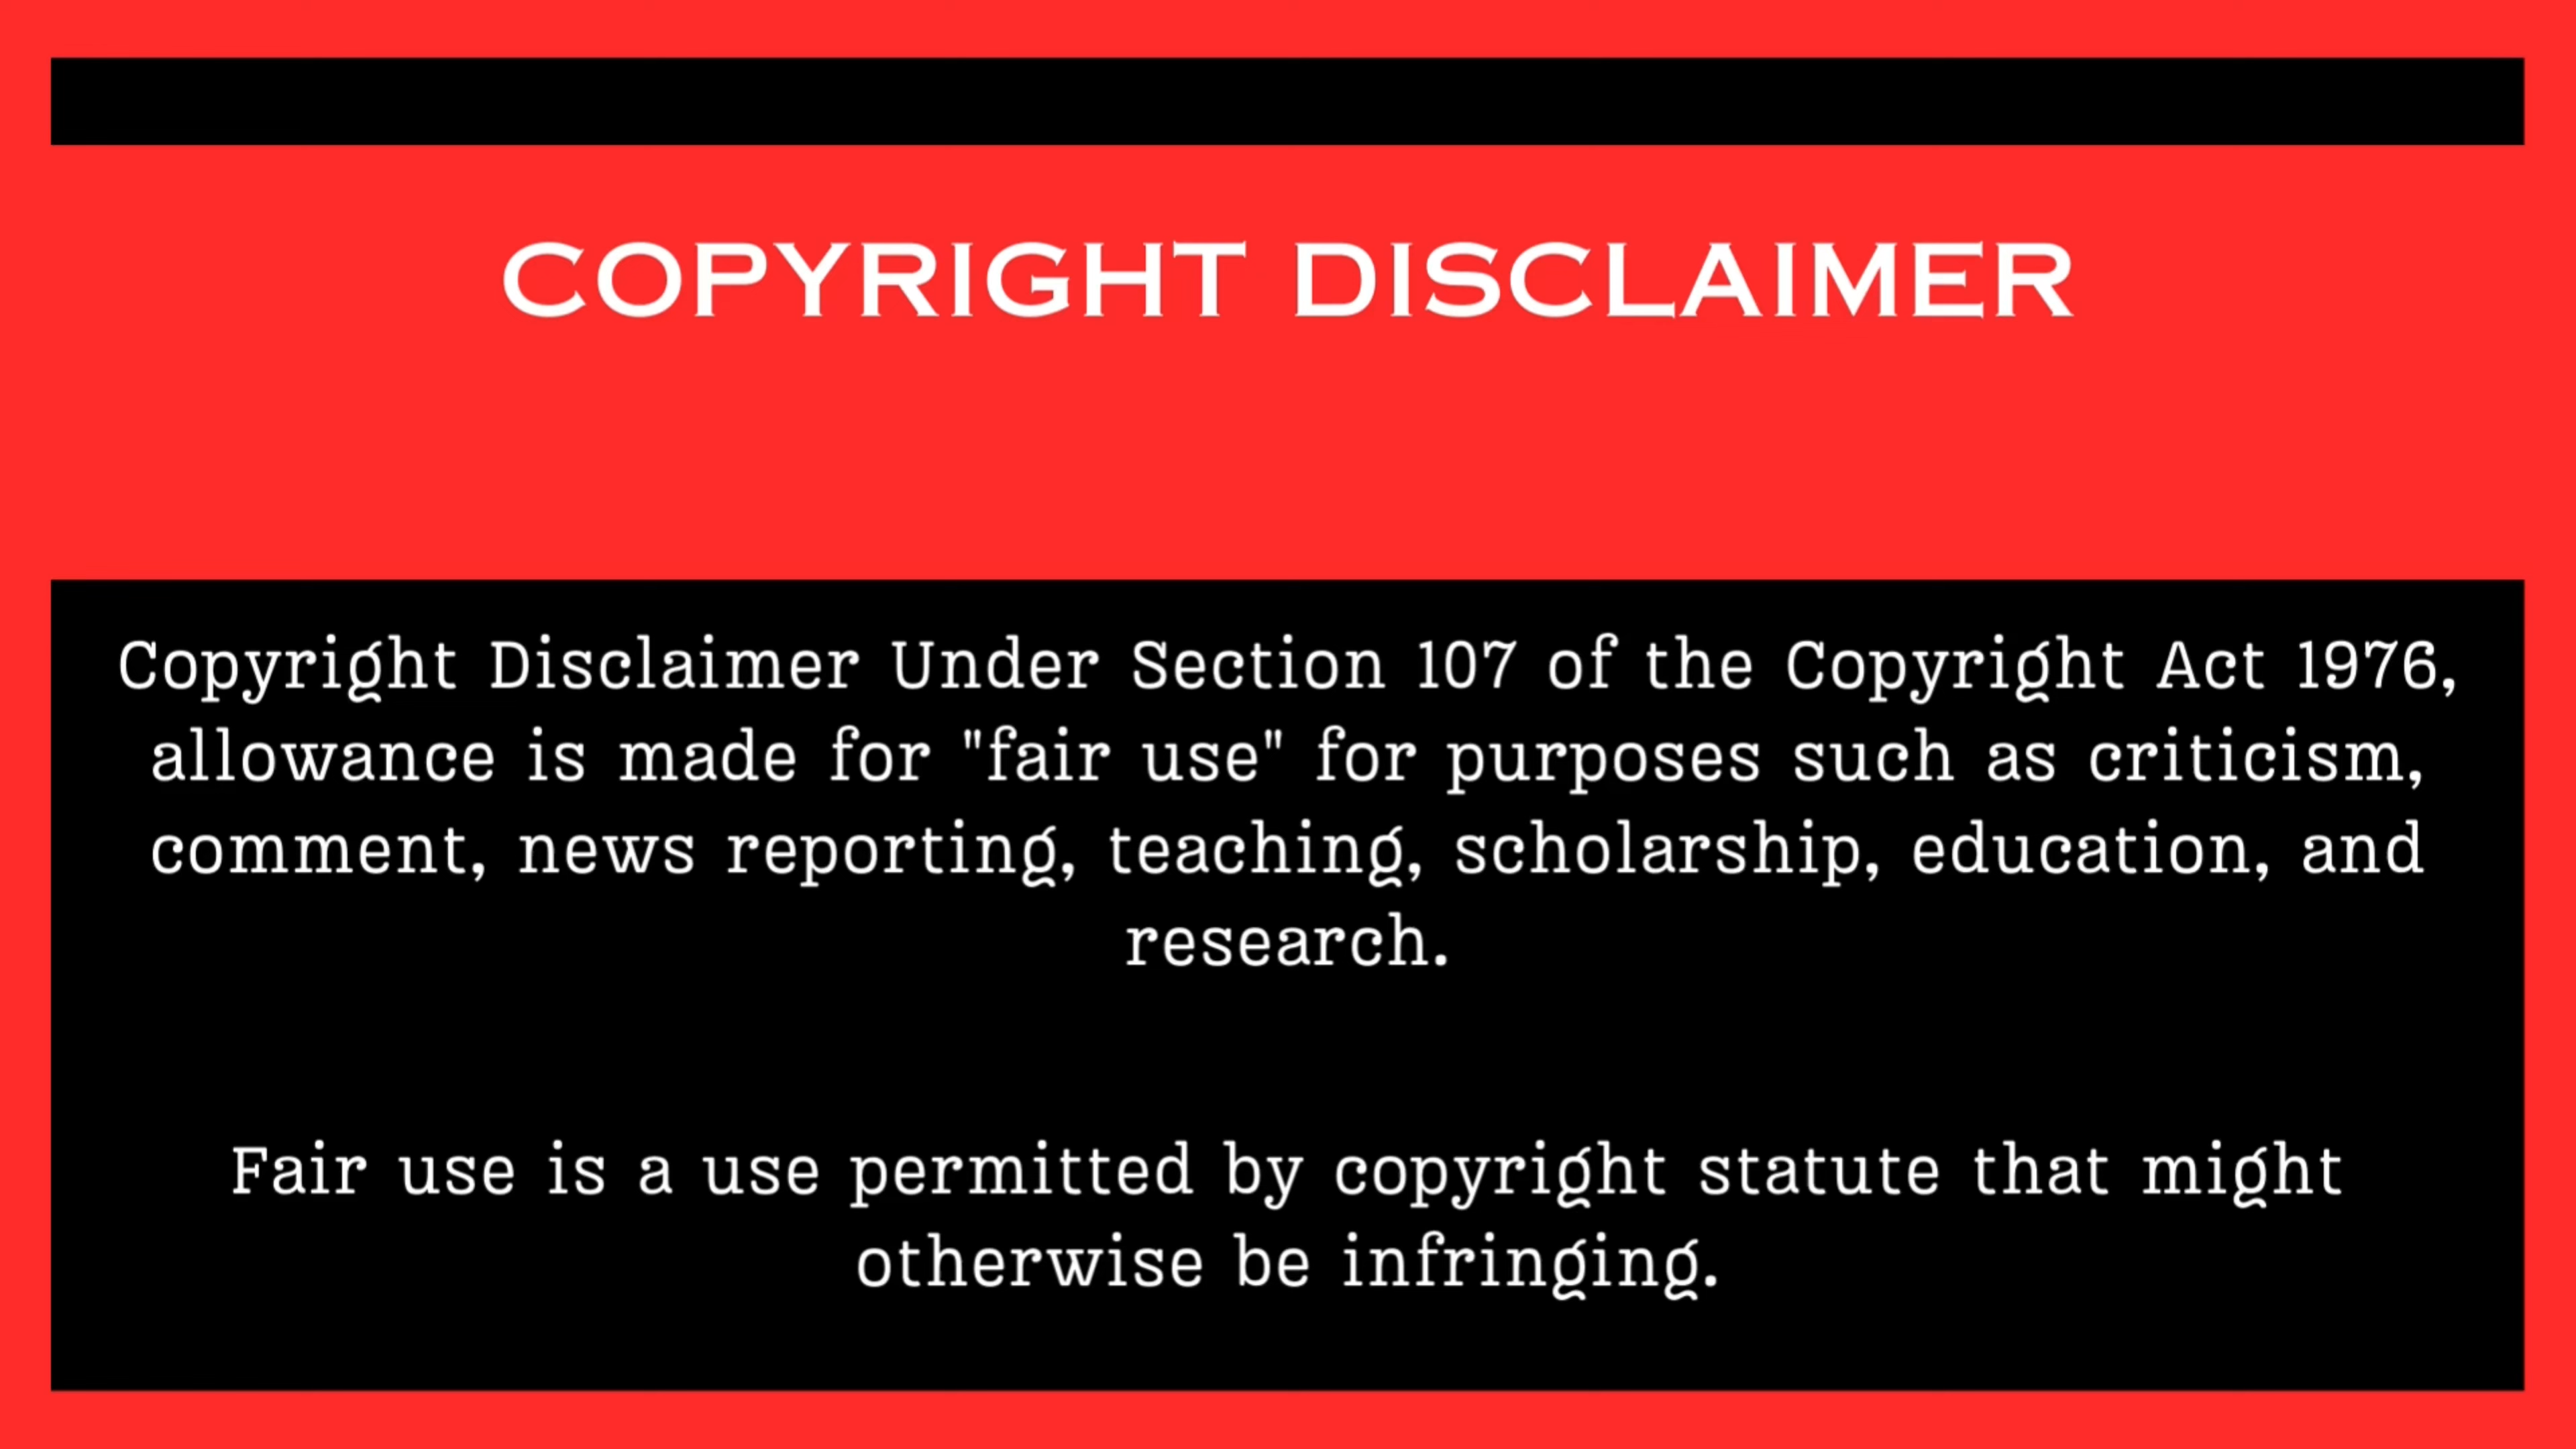 COPYRIGHT DISCLAIMER
Copyright Disclaimer Under Section 107 of the Copyright Act 1976,
allowance is made for "fair use" for purposes such as criticism,
comment, news reporting, teaching, scholarship, education, and
research.
Fair use is a use permitted by copyright statute that might
otherwise be infringing.